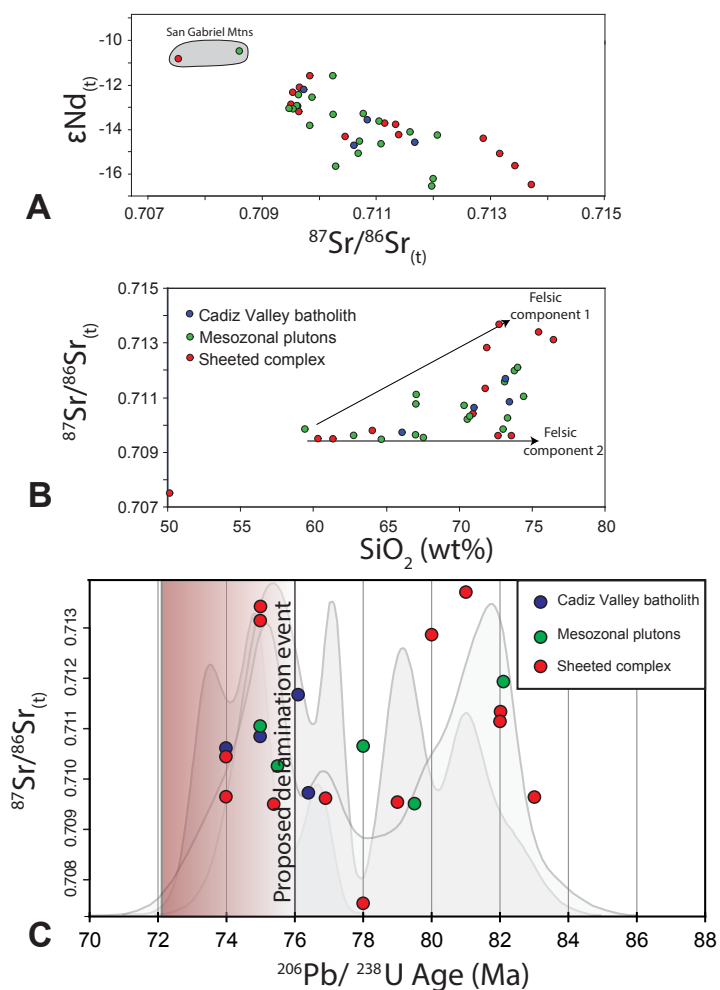 San Gabriel Mtns
-10
-12
-14
-16
εNd(t)
0.707 0.709 0.711 0.713 0.715
A
87Sr/86Sr(t)
0.715
0.713
0.711
0.709
0.707
87Sr/86Sr(t)
Felsic
component 1
Cadiz Valley batholith
Mesozonal plutons
Sheeted complex
Felsic
component 2
50 55 60 65 70 75 80
B
SiO2 (wt%)
0.713
0.712
0.711
0.710
0.709
0.708
87Sr/86Sr(t)
Proposed delamination event
Cadiz Valley batholith
Mesozonal plutons
Sheeted complex
C
70 72 74 76 78 80 82 84 86 88
206Pb/ 238U Age (Ma)